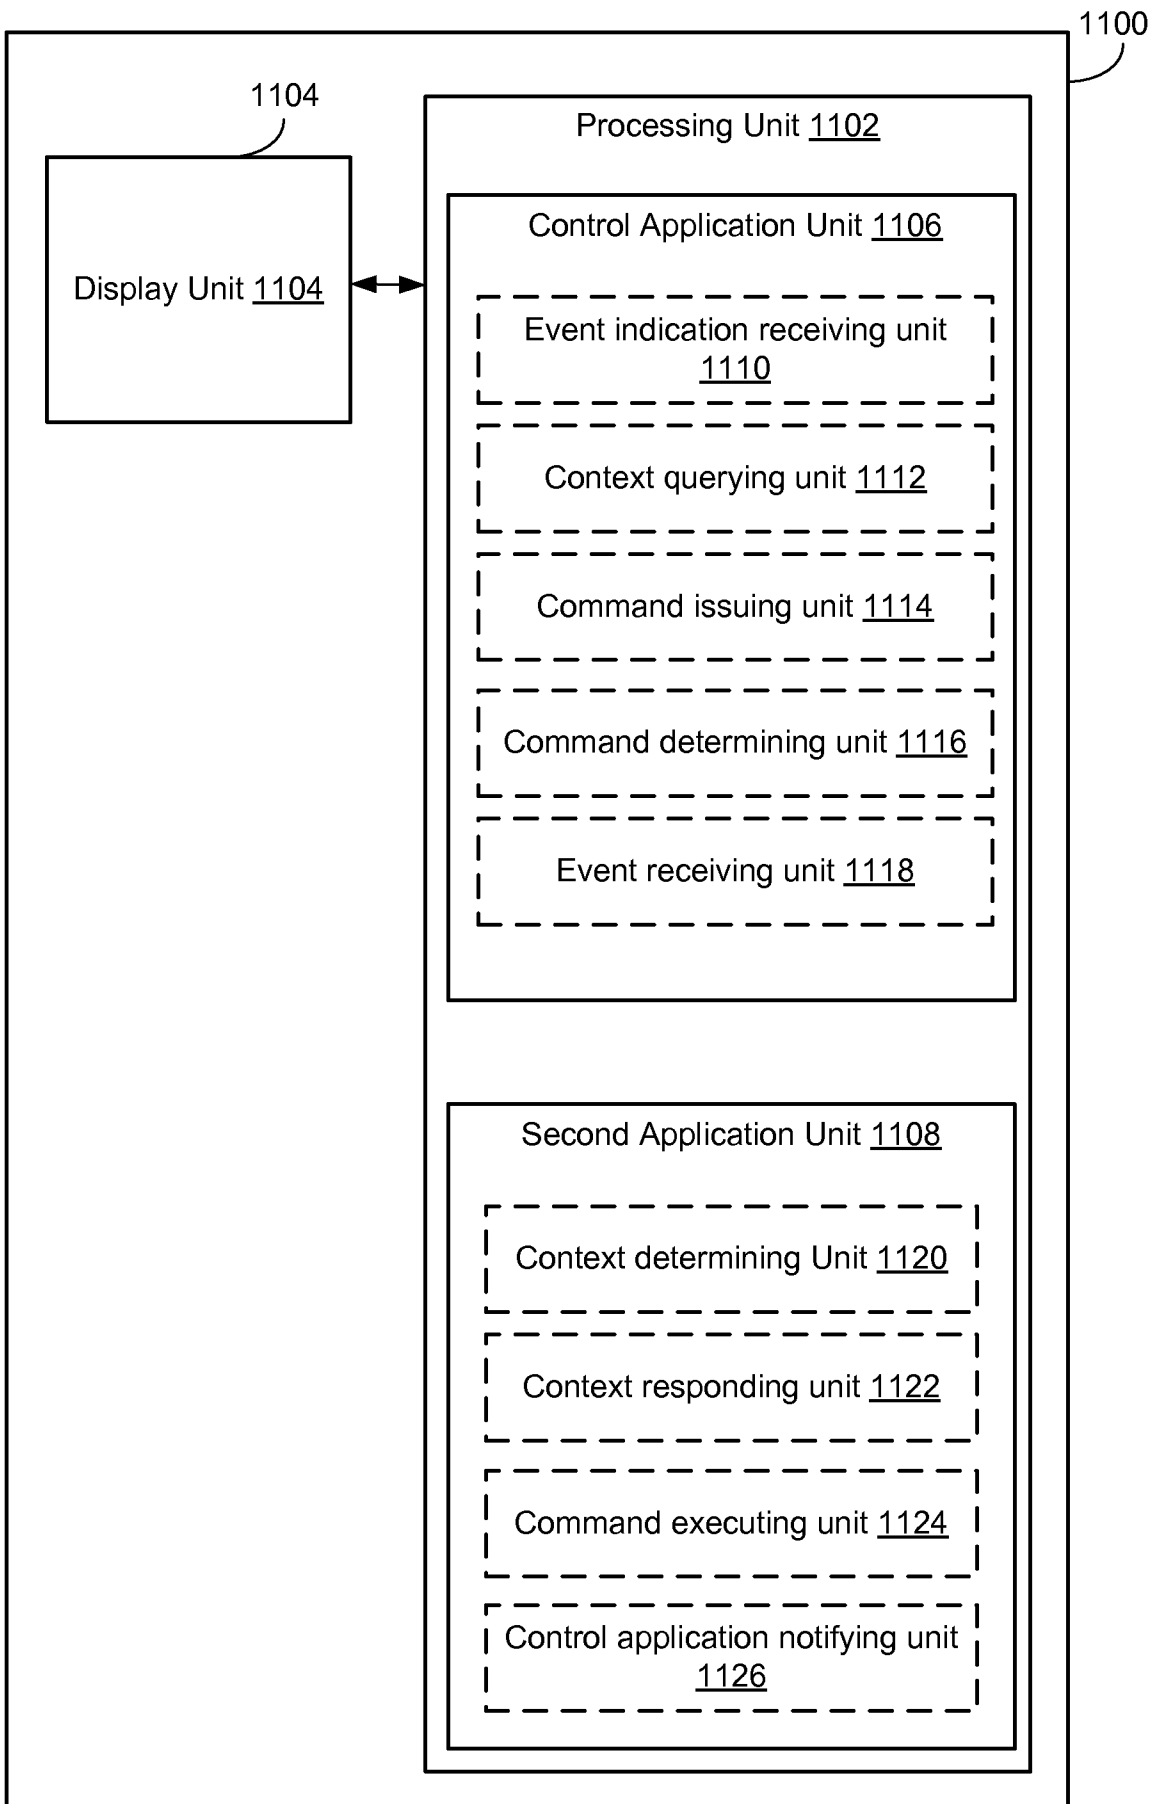 1100
1104
Processing Unit 1102
Control Application Unit 1106
Display Unit 1104
Event indication receiving unit
1110
Context querying unit 1112
Command issuing unit 1114
Command determining unit 1116
Event receiving unit 1118
Second Application Unit 1108
Context determining Unit 1120
Context responding unit 1122
Command executing unit 1124
Control application notifying unit
1126